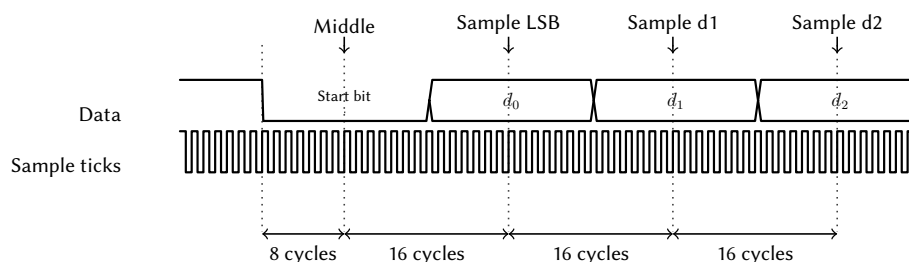 Middle Sample LSB Sample d1 Sample d2
Start bit d₀ d₁ d₂
Data
Sample ticks
8 cycles 16 cycles 16 cycles 16 cycles